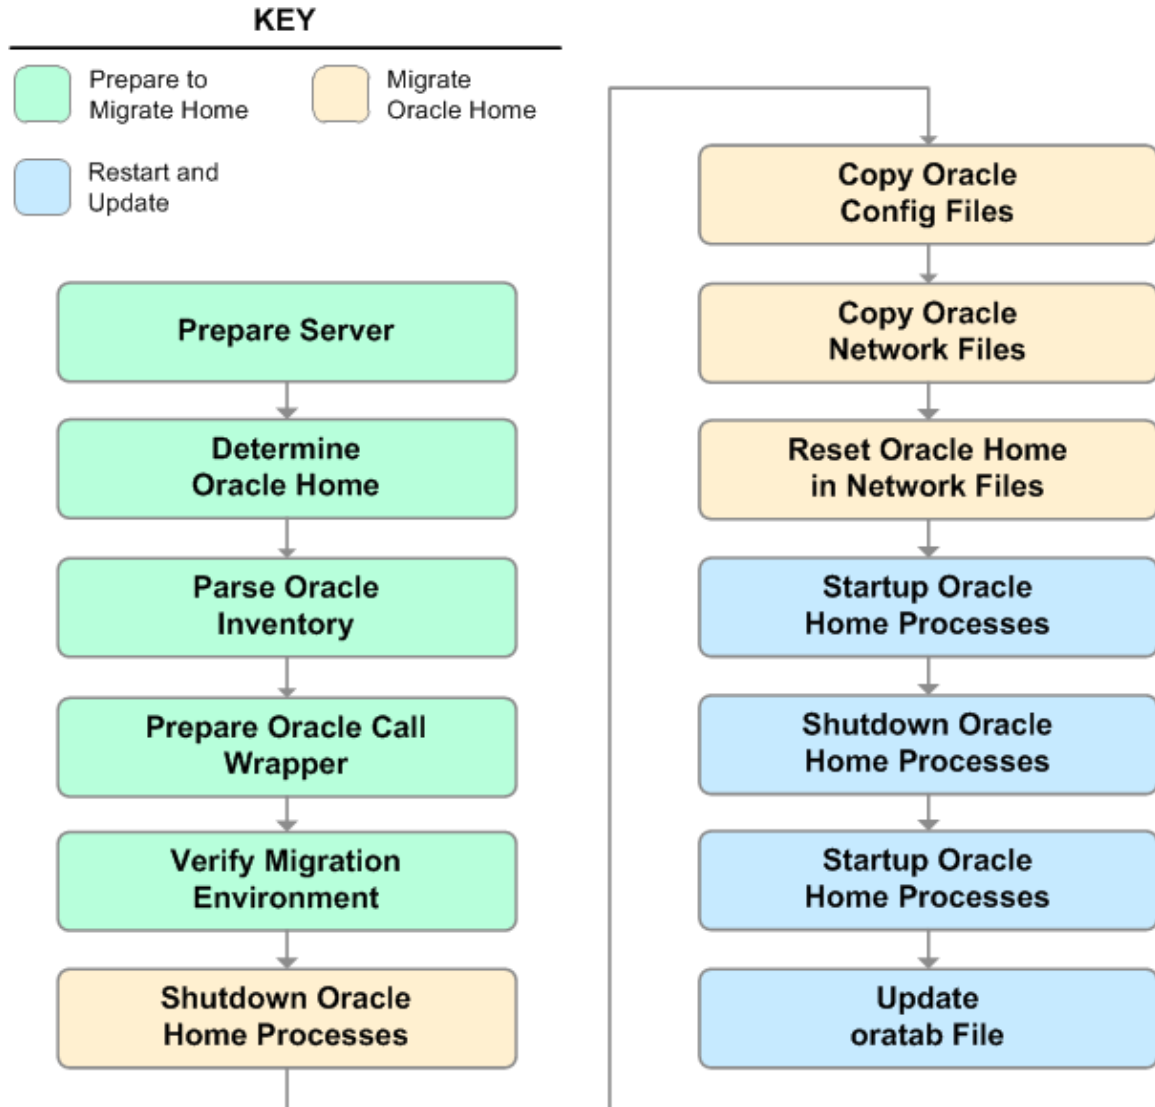 KEY
Prepare to
Migrate Home
Migrate
Oracle Home
Restart and
Update
Prepare Server
Determine
Oracle Home
Parse Oracle
Inventory
Prepare Oracle Call
Wrapper
Verify Migration
Environment
Shutdown Oracle
Home Processes
Copy Oracle
Config Files
Copy Oracle
Network Files
Reset Oracle Home
in Network Files
Startup Oracle
Home Processes
Shutdown Oracle
Home Processes
Startup Oracle
Home Processes
Update
oratab File